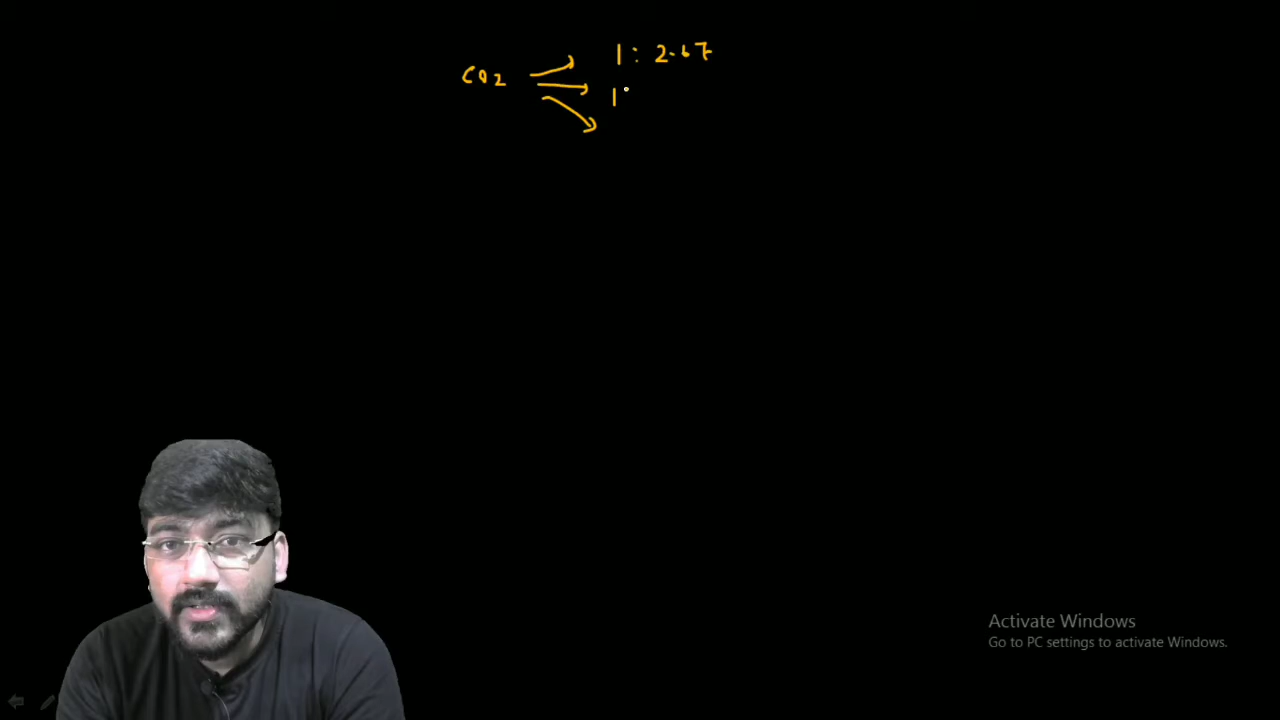 CO2 → 1 : 2.67
→ 1
→
Activate Windows
Go to PC settings to activate Windows.